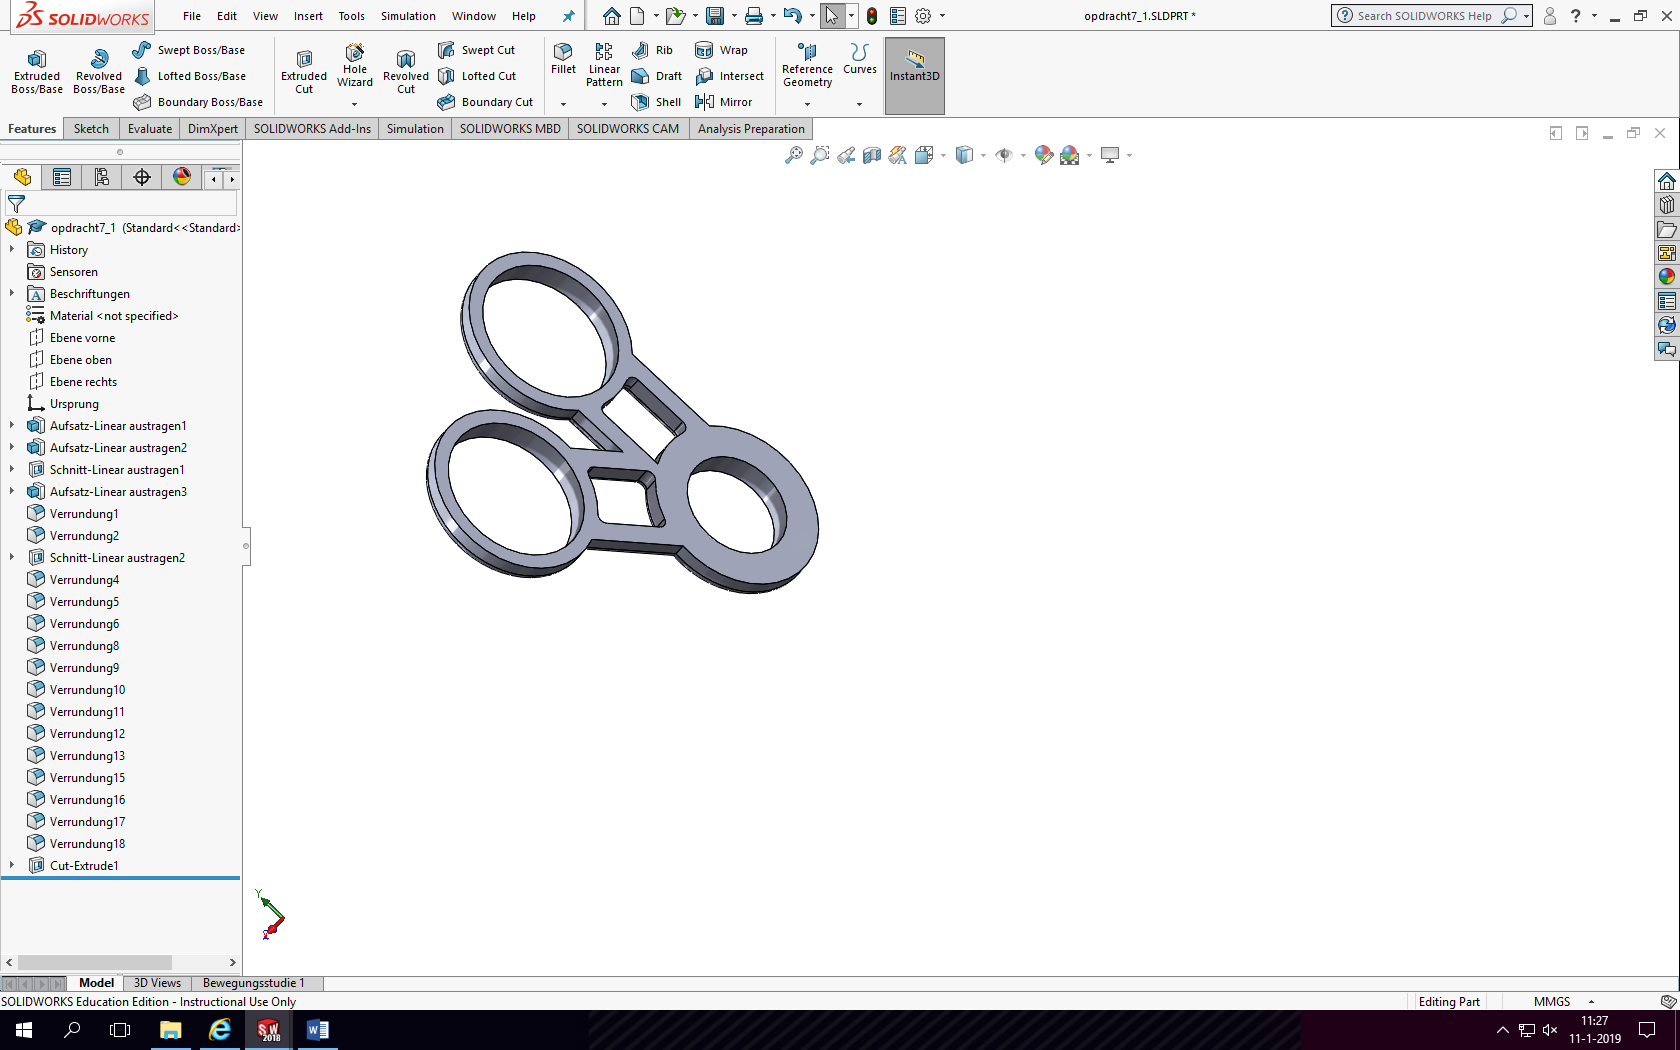 SOLIDWORKS File Edit View Insert Tools Simulation Window Help opdracht7_1.SLDPRT * Search SOLIDWORKS Help
Extruded Boss/Base
Revolved Boss/Base
Swept Boss/Base
Lofted Boss/Base
Boundary Boss/Base
Extruded Cut
Hole Wizard
Revolved Cut
Swept Cut
Lofted Cut
Boundary Cut
Fillet
Linear Pattern
Rib
Draft
Shell
Wrap
Intersect
Mirror
Reference Geometry
Curves
Instant3D
Features Sketch Evaluate DimXpert SOLIDWORKS Add-Ins Simulation SOLIDWORKS MBD SOLIDWORKS CAM Analysis Preparation
opdracht7_1 (Standard<<Standard>
History
Sensoren
Beschriftungen
Material <not specified>
Ebene vorne
Ebene oben
Ebene rechts
Ursprung
Aufsatz-Linear austragen1
Aufsatz-Linear austragen2
Schnitt-Linear austragen1
Aufsatz-Linear austragen3
Verrundung1
Verrundung2
Schnitt-Linear austragen2
Verrundung4
Verrundung5
Verrundung6
Verrundung8
Verrundung9
Verrundung10
Verrundung11
Verrundung12
Verrundung13
Verrundung15
Verrundung16
Verrundung17
Verrundung18
Cut-Extrude1
Y
Model 3D Views Bewegungsstudie 1
SOLIDWORKS Education Edition - Instructional Use Only Editing Part MMGS
SW 2018
11:27
11-1-2019